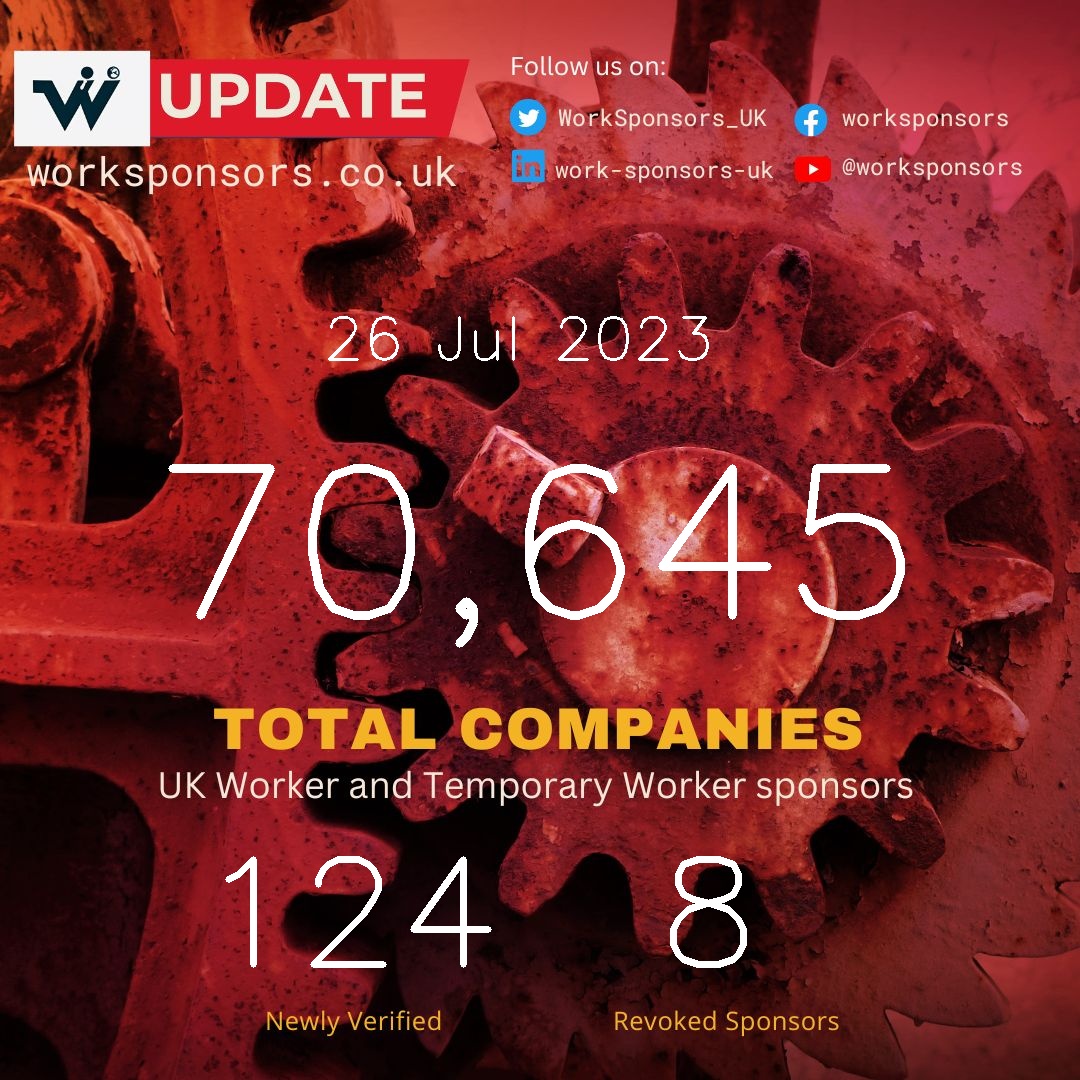 UPDATE
worksponsors.co.uk
Follow us on:
WorkSponsors_UK
worksponsors
work-sponsors-uk
@worksponsors
26 Jul 2023
70,645
TOTAL COMPANIES
UK Worker and Temporary Worker sponsors
124 8
Newly Verified Revoked Sponsors